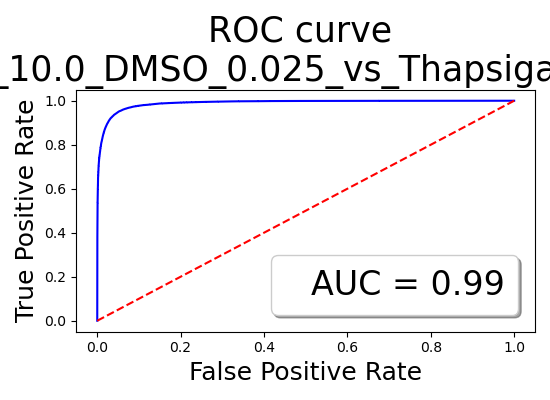 ROC curve
_10.0_DMSO_0.025_vs_Thapsiga
True Positive Rate
1.0
0.8
0.6
0.4
0.2
0.0
AUC = 0.99
0.0 0.2 0.4 0.6 0.8 1.0
False Positive Rate